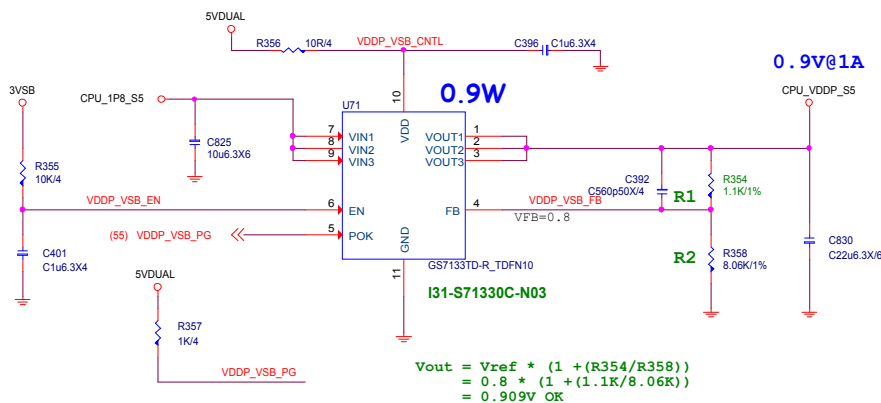 5VDUAL
R356
10R/4
VDDP_VSB_CNTL
C396
C1u6.3X4
0.9V@1A
3VSB
CPU_1P8_S5
U71
10
0.9W
CPU_VDDP_S5
VDD
7
VIN1
VOUT1
1
8
VIN2
VOUT2
2
9
VIN3
VOUT3
3
C825
10u6.3X6
R355
10K/4
C392
C560p50X/4
R1
R354
1.1K/1%
VDDP_VSB_EN
6
EN
FB
4
VDDP_VSB_FB
VFB=0.8
(55) VDDP_VSB_PG
5
POK
GND
11
C401
C1u6.3X4
R2
R358
8.06K/1%
C830
C22u6.3X/6
GS7133TD-R_TDFN10
I31-S71330C-N03
5VDUAL
R357
1K/4
VDDP_VSB_PG
Vout = Vref * (1 +(R354/R358))
= 0.8 * (1 +(1.1K/8.06K))
= 0.909V OK